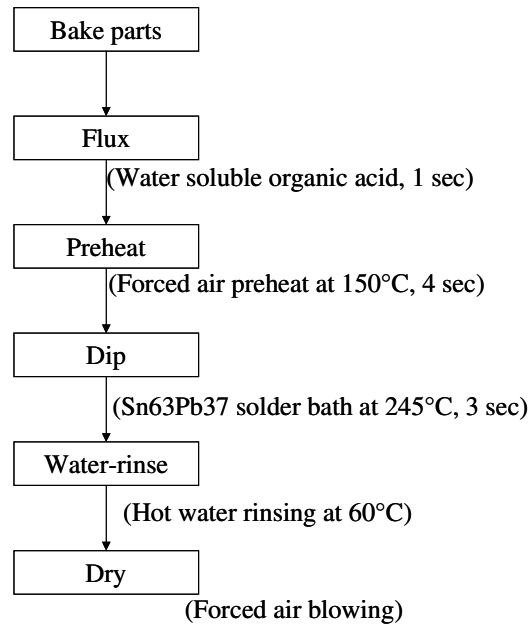 Bake parts
Flux
(Water soluble organic acid, 1 sec)
Preheat
(Forced air preheat at 150°C, 4 sec)
Dip
(Sn63Pb37 solder bath at 245°C, 3 sec)
Water-rinse
(Hot water rinsing at 60°C)
Dry
(Forced air blowing)